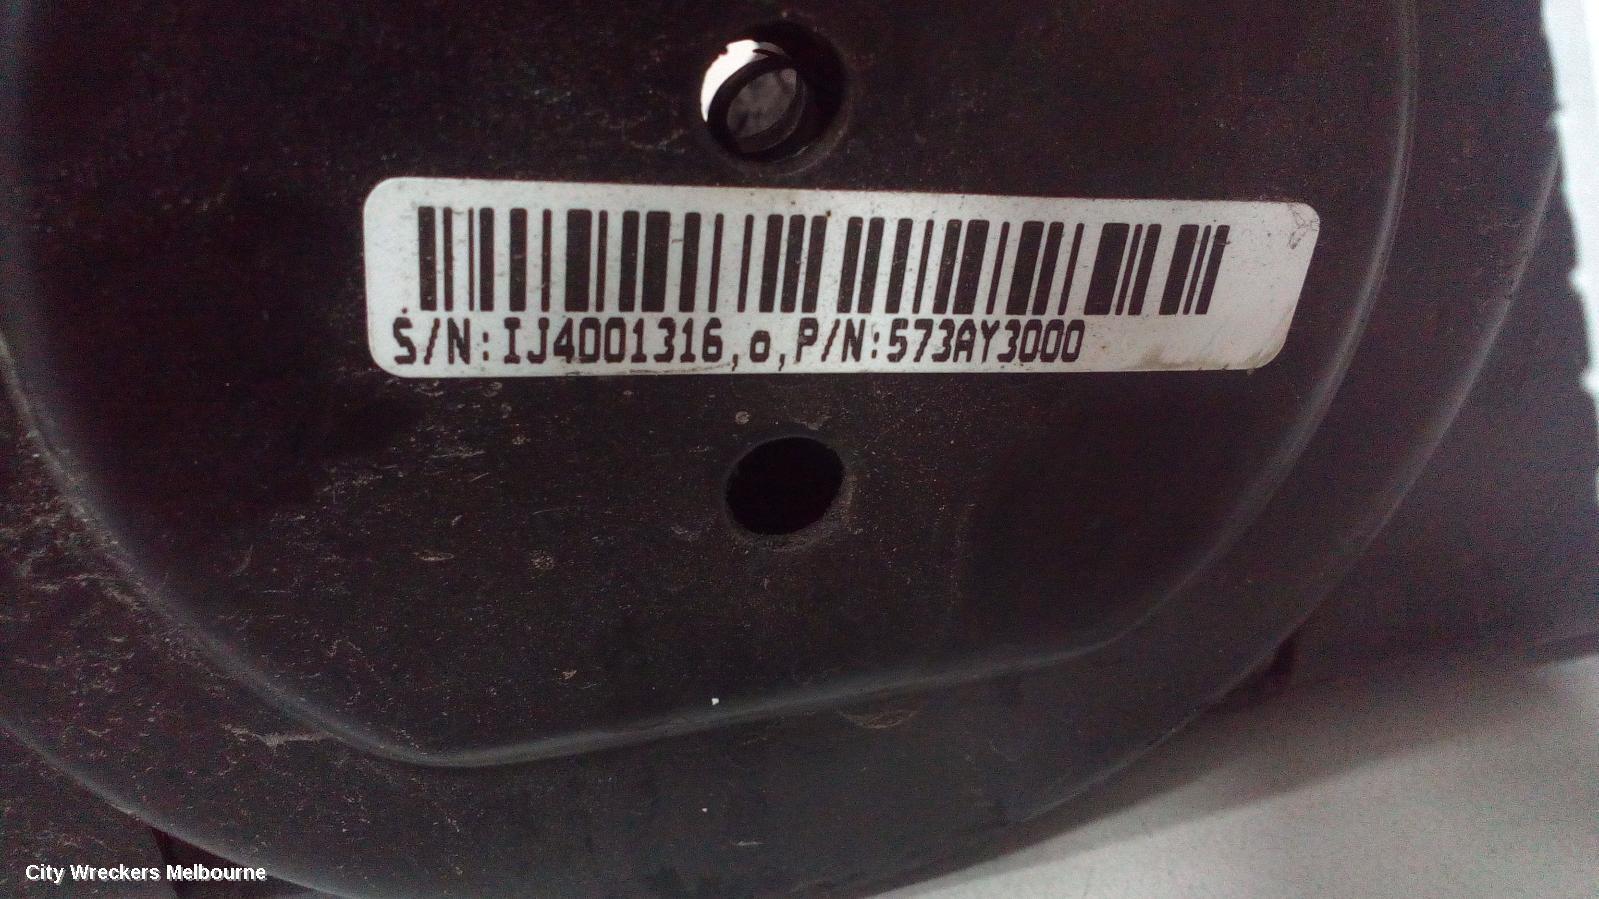 S/N:IJ4001316,o,P/N:573AY3000
City Wreckers Melbourne